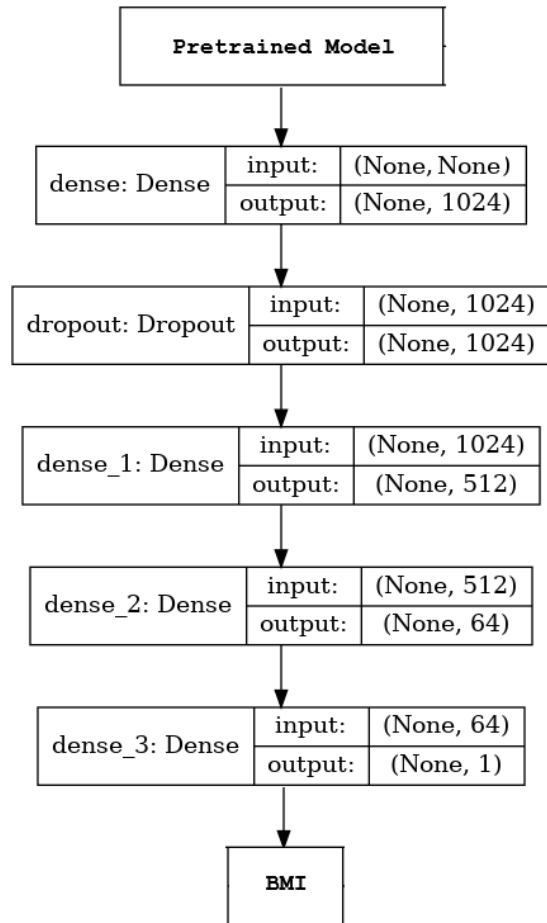 Pretrained Model
dense: Dense
input: (None, None)
output: (None, 1024)
dropout: Dropout
input: (None, 1024)
output: (None, 1024)
dense_1: Dense
input: (None, 1024)
output: (None, 512)
dense_2: Dense
input: (None, 512)
output: (None, 64)
dense_3: Dense
input: (None, 64)
output: (None, 1)
BMI